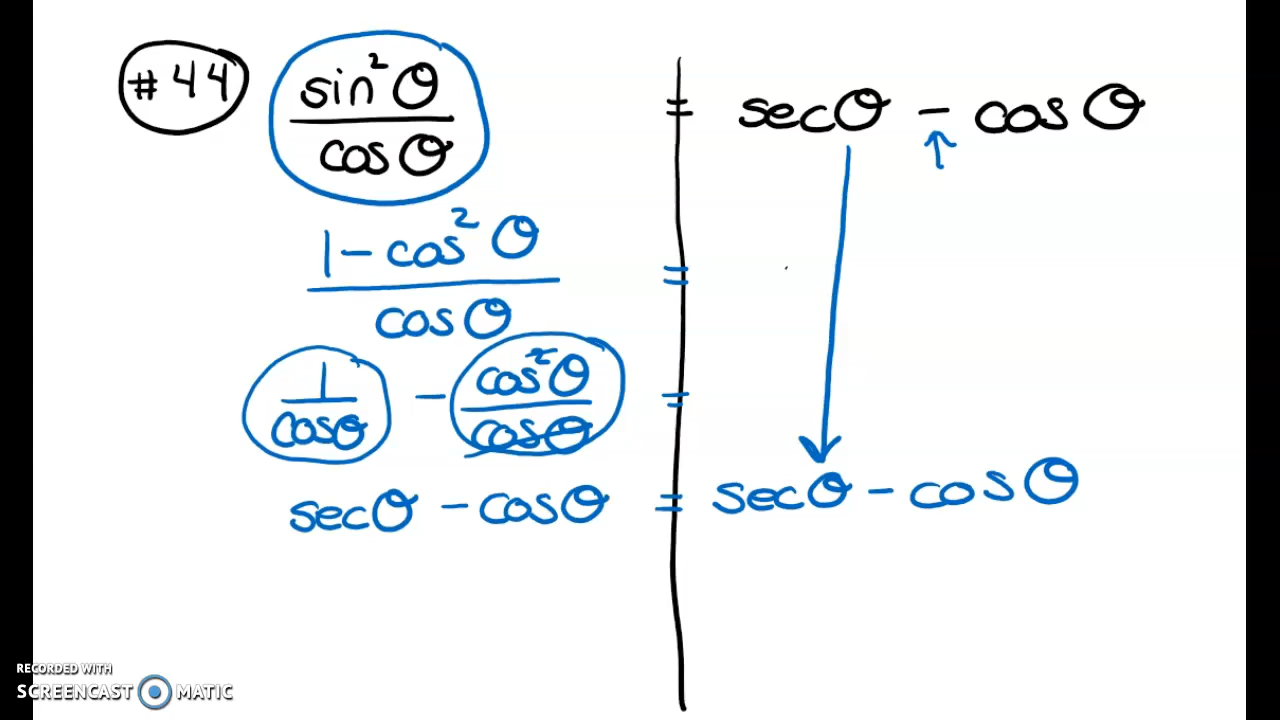 #44 sin²θ / cosθ = secθ - cosθ
1 - cos²θ / cosθ =
1 / cosθ - cos²θ / cosθ =
secθ - cosθ = secθ - cosθ
RECORDED WITH
SCREENCAST MATIC